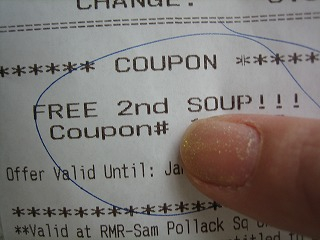 CHANGE:
****** COUPON *****
FREE 2nd SOUP!!!
Coupon#
Offer Valid Until:
**************
**Valid at RMR-Sam Pollack Sq